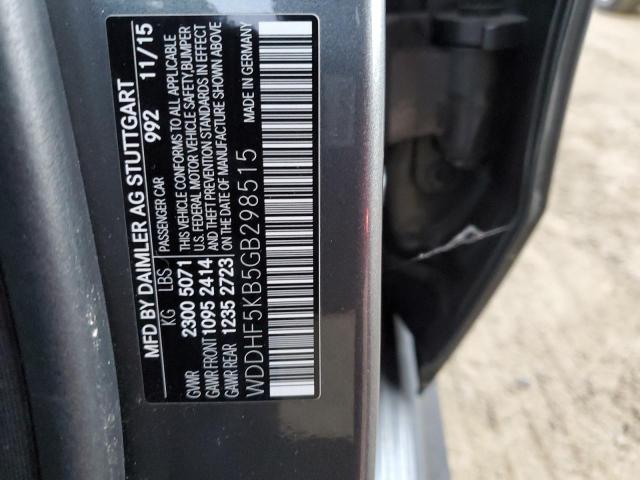 MFD BY DAIMLER AG STUTTGART
PASSENGER CAR 992 11/15
KG LBS
GVWR 2300 5071
GAWR FRONT 1095 2414
GAWR REAR 1235 2723
THIS VEHICLE CONFORMS TO ALL APPLICABLE
U.S. FEDERAL MOTOR VEHICLE SAFETY, BUMPER
AND THEFT PREVENTION STANDARDS IN EFFECT
ON THE DATE OF MANUFACTURE SHOWN ABOVE
MADE IN GERMANY
WDDHF5KB5GB298515